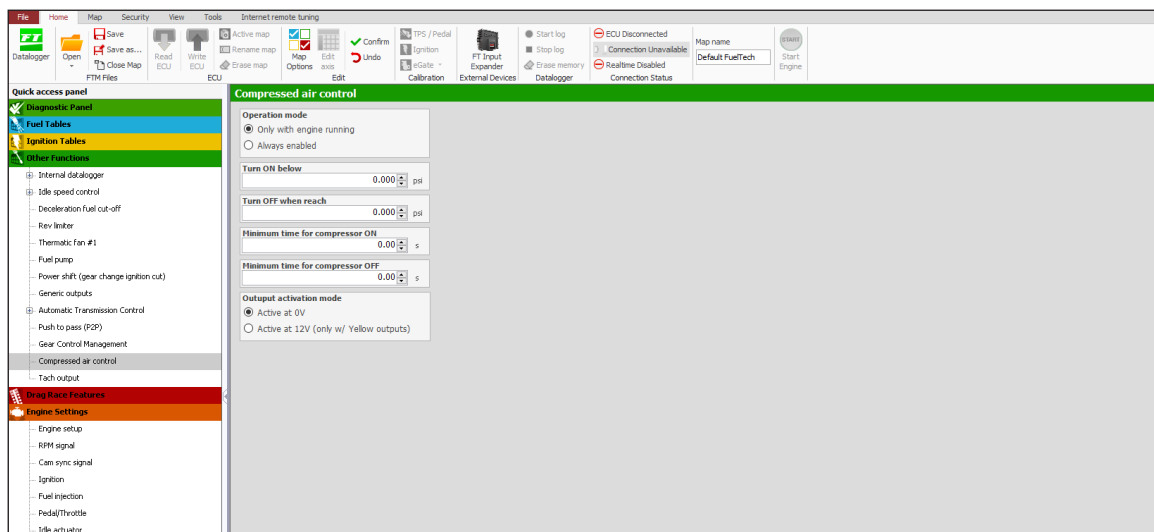 File Home Map Security View Tools Internet remote tuning
Save
Save as...
Close Map
Datalogger
Open
FTM Files
Read ECU
Write ECU
Active map
Rename map
Erase map
ECU
Map Options
Edit axis
Confirm
Undo
Edit
TPS / Pedal
Ignition
eGate
Calibration
FT Input Expander
External Devices
Start log
Stop log
Erase memory
Datalogger
ECU Disconnected
Connection Unavailable
Realtime Disabled
Connection Status
Map name
Default FuelTech
START
Start Engine
Quick access panel
Diagnostic Panel
Fuel Tables
Ignition Tables
Other Functions
Internal datalogger
Idle speed control
Deceleration fuel cut-off
Rev limiter
Thermatic fan #1
Fuel pump
Power shift (gear change ignition cut)
Generic outputs
Automatic Transmission Control
Push to pass (P2P)
Gear Control Management
Compressed air control
Tach output
Drag Race Features
Engine Settings
Engine setup
RPM signal
Cam sync signal
Ignition
Fuel injection
Pedal/Throttle
Idle actuator
Compressed air control
Operation mode
Only with engine running
Always enabled
Turn ON below
0.000 psi
Turn OFF when reach
0.000 psi
Minimum time for compressor ON
0.00 s
Minimum time for compressor OFF
0.00 s
Outuput activation mode
Active at 0V
Active at 12V (only w/ Yellow outputs)